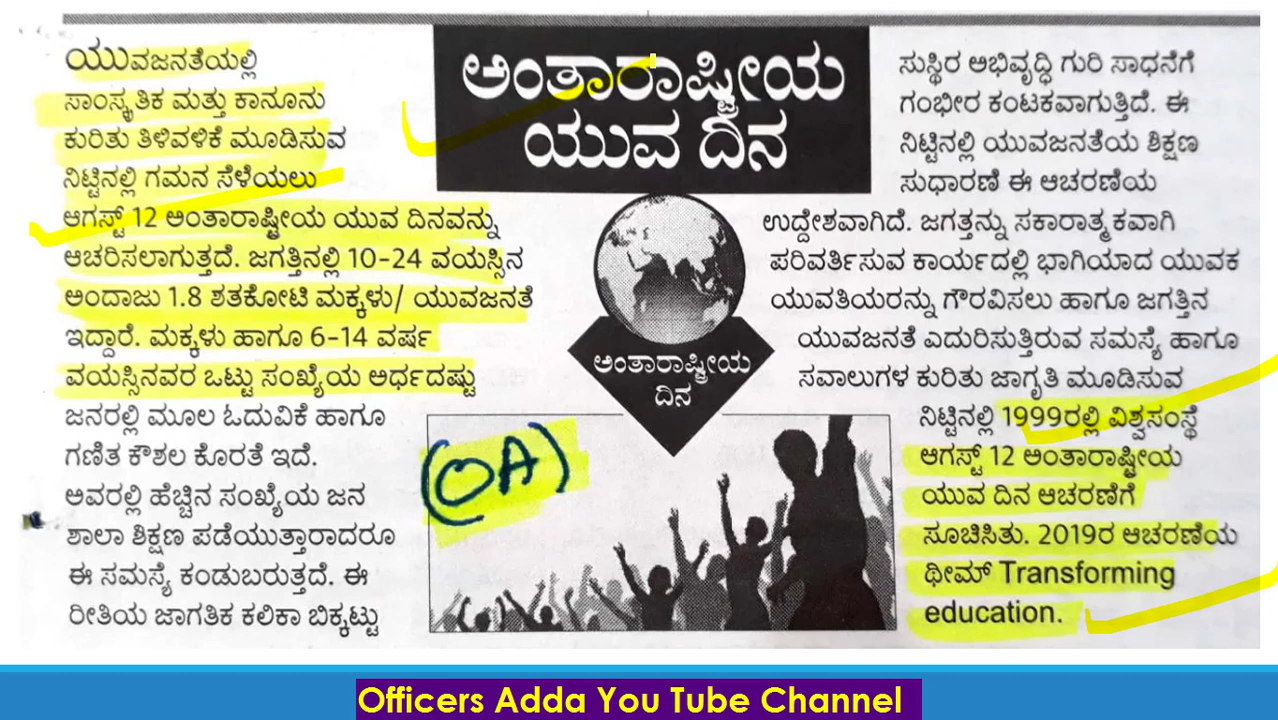 ಅಂತಾರಾಷ್ಟ್ರೀಯ
ಯುವ ದಿನ
ಯುವಜನತೆಯಲ್ಲಿ
ಸಾಂಸ್ಕೃತಿಕ ಮತ್ತು ಕಾನೂನು
ಕುರಿತು ತಿಳಿವಳಿಕೆ ಮೂಡಿಸುವ
ನಿಟ್ಟಿನಲ್ಲಿ ಗಮನ ಸೆಳೆಯಲು
ಆಗಸ್ಟ್ 12 ಅಂತಾರಾಷ್ಟ್ರೀಯ ಯುವ ದಿನವನ್ನು
ಆಚರಿಸಲಾಗುತ್ತದೆ. ಜಗತ್ತಿನಲ್ಲಿ 10-24 ವಯಸ್ಸಿನ
ಅಂದಾಜು 1.8 ಶತಕೋಟಿ ಮಕ್ಕಳು/ ಯುವಜನತೆ
ಇದ್ದಾರೆ. ಮಕ್ಕಳು ಹಾಗೂ 6-14 ವರ್ಷ
ವಯಸ್ಸಿನವರ ಒಟ್ಟು ಸಂಖ್ಯೆಯ ಅರ್ಧದಷ್ಟು
ಜನರಲ್ಲಿ ಮೂಲ ಓದುವಿಕೆ ಹಾಗೂ
ಗಣಿತ ಕೌಶಲ ಕೊರತೆ ಇದೆ.
ಅವರಲ್ಲಿ ಹೆಚ್ಚಿನ ಸಂಖ್ಯೆಯ ಜನ
ಶಾಲಾ ಶಿಕ್ಷಣ ಪಡೆಯುತ್ತಾರಾದರೂ
ಈ ಸಮಸ್ಯೆ ಕಂಡುಬರುತ್ತದೆ. ಈ
ರೀತಿಯ ಜಾಗತಿಕ ಕಲಿಕಾ ಬಿಕ್ಕಟ್ಟು
ಅಂತಾರಾಷ್ಟ್ರೀಯ
ದಿನ
(OA)
ಸುಸ್ಥಿರ ಅಭಿವೃದ್ಧಿ ಗುರಿ ಸಾಧನೆಗೆ
ಗಂಭೀರ ಕಂಟಕವಾಗುತ್ತಿದೆ. ಈ
ನಿಟ್ಟಿನಲ್ಲಿ ಯುವಜನತೆಯ ಶಿಕ್ಷಣ
ಸುಧಾರಣೆ ಈ ಆಚರಣೆಯ
ಉದ್ದೇಶವಾಗಿದೆ. ಜಗತ್ತನ್ನು ಸಕಾರಾತ್ಮಕವಾಗಿ
ಪರಿವರ್ತಿಸುವ ಕಾರ್ಯದಲ್ಲಿ ಭಾಗಿಯಾದ ಯುವಕ
ಯುವತಿಯರನ್ನು ಗೌರವಿಸಲು ಹಾಗೂ ಜಗತ್ತಿನ
ಯುವಜನತೆ ಎದುರಿಸುತ್ತಿರುವ ಸಮಸ್ಯೆ ಹಾಗೂ
ಸವಾಲುಗಳ ಕುರಿತು ಜಾಗೃತಿ ಮೂಡಿಸುವ
ನಿಟ್ಟಿನಲ್ಲಿ 1999ರಲ್ಲಿ ವಿಶ್ವಸಂಸ್ಥೆ
ಆಗಸ್ಟ್ 12 ಅಂತಾರಾಷ್ಟ್ರೀಯ
ಯುವ ದಿನ ಆಚರಣೆಗೆ
ಸೂಚಿಸಿತು. 2019ರ ಆಚರಣೆಯ
ಥೀಮ್ Transforming
education.
Officers Adda You Tube Channel